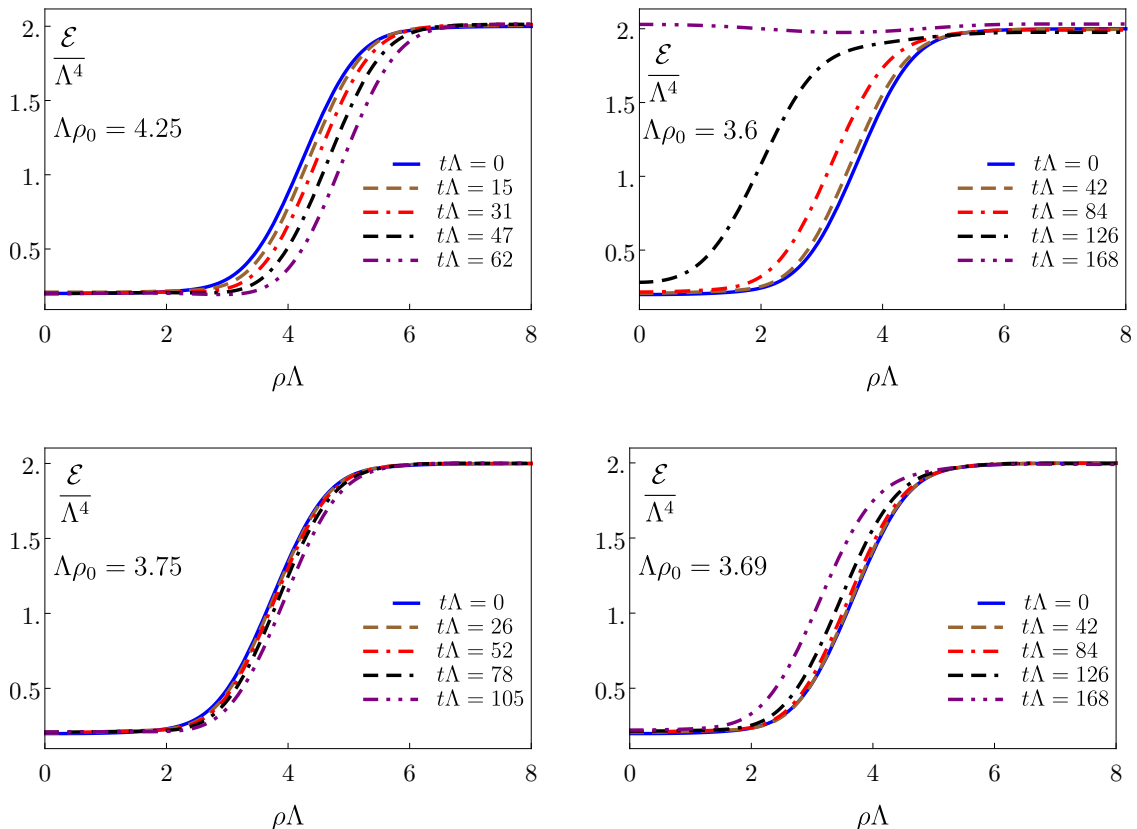 ℰ/Λ⁴
Λρ₀ = 4.25
2.
1.5
1.
0.5
tΛ = 0
tΛ = 15
tΛ = 31
tΛ = 47
tΛ = 62
0 2 4 6 8
ρΛ
ℰ/Λ⁴
Λρ₀ = 3.6
2.
1.5
1.
0.5
tΛ = 0
tΛ = 42
tΛ = 84
tΛ = 126
tΛ = 168
0 2 4 6 8
ρΛ
ℰ/Λ⁴
Λρ₀ = 3.75
2.
1.5
1.
0.5
tΛ = 0
tΛ = 26
tΛ = 52
tΛ = 78
tΛ = 105
0 2 4 6 8
ρΛ
ℰ/Λ⁴
Λρ₀ = 3.69
2.
1.5
1.
0.5
tΛ = 0
tΛ = 42
tΛ = 84
tΛ = 126
tΛ = 168
0 2 4 6 8
ρΛ